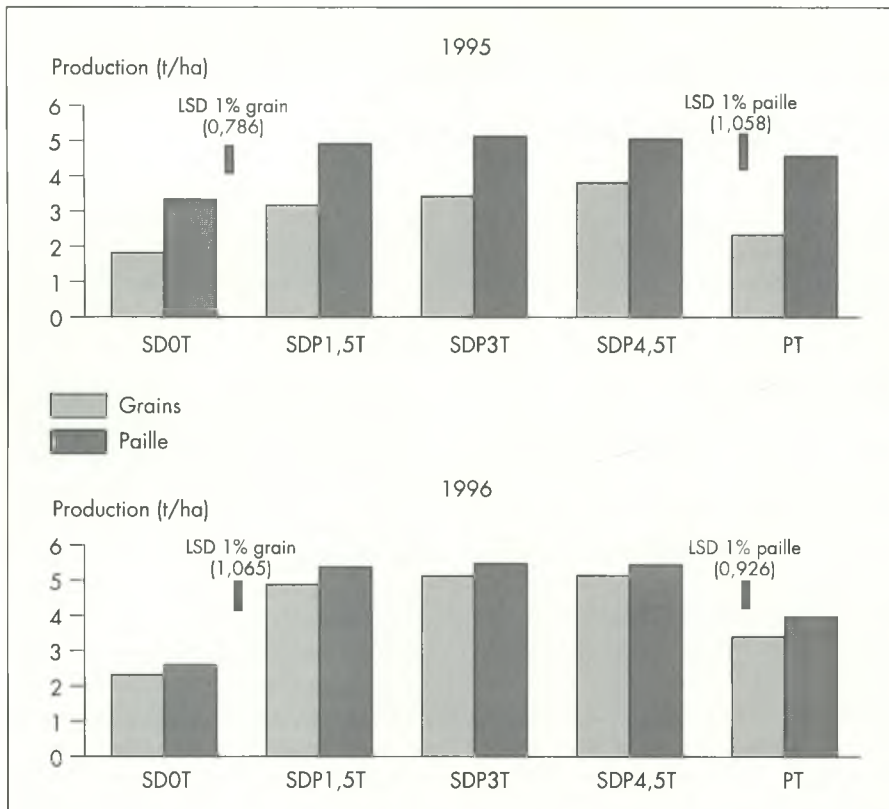 1995
Production (t/ha)
LSD 1% grain
(0,786)
LSD 1% paille
(1,058)
6
5
4
3
2
1
0
SD0T
SDP1,5T
SDP3T
SDP4,5T
PT
Grains
Paille
1996
Production (t/ha)
LSD 1% grain
(1,065)
LSD 1% paille
(0,926)
6
5
4
3
2
1
0
SD0T
SDP1,5T
SDP3T
SDP4,5T
PT